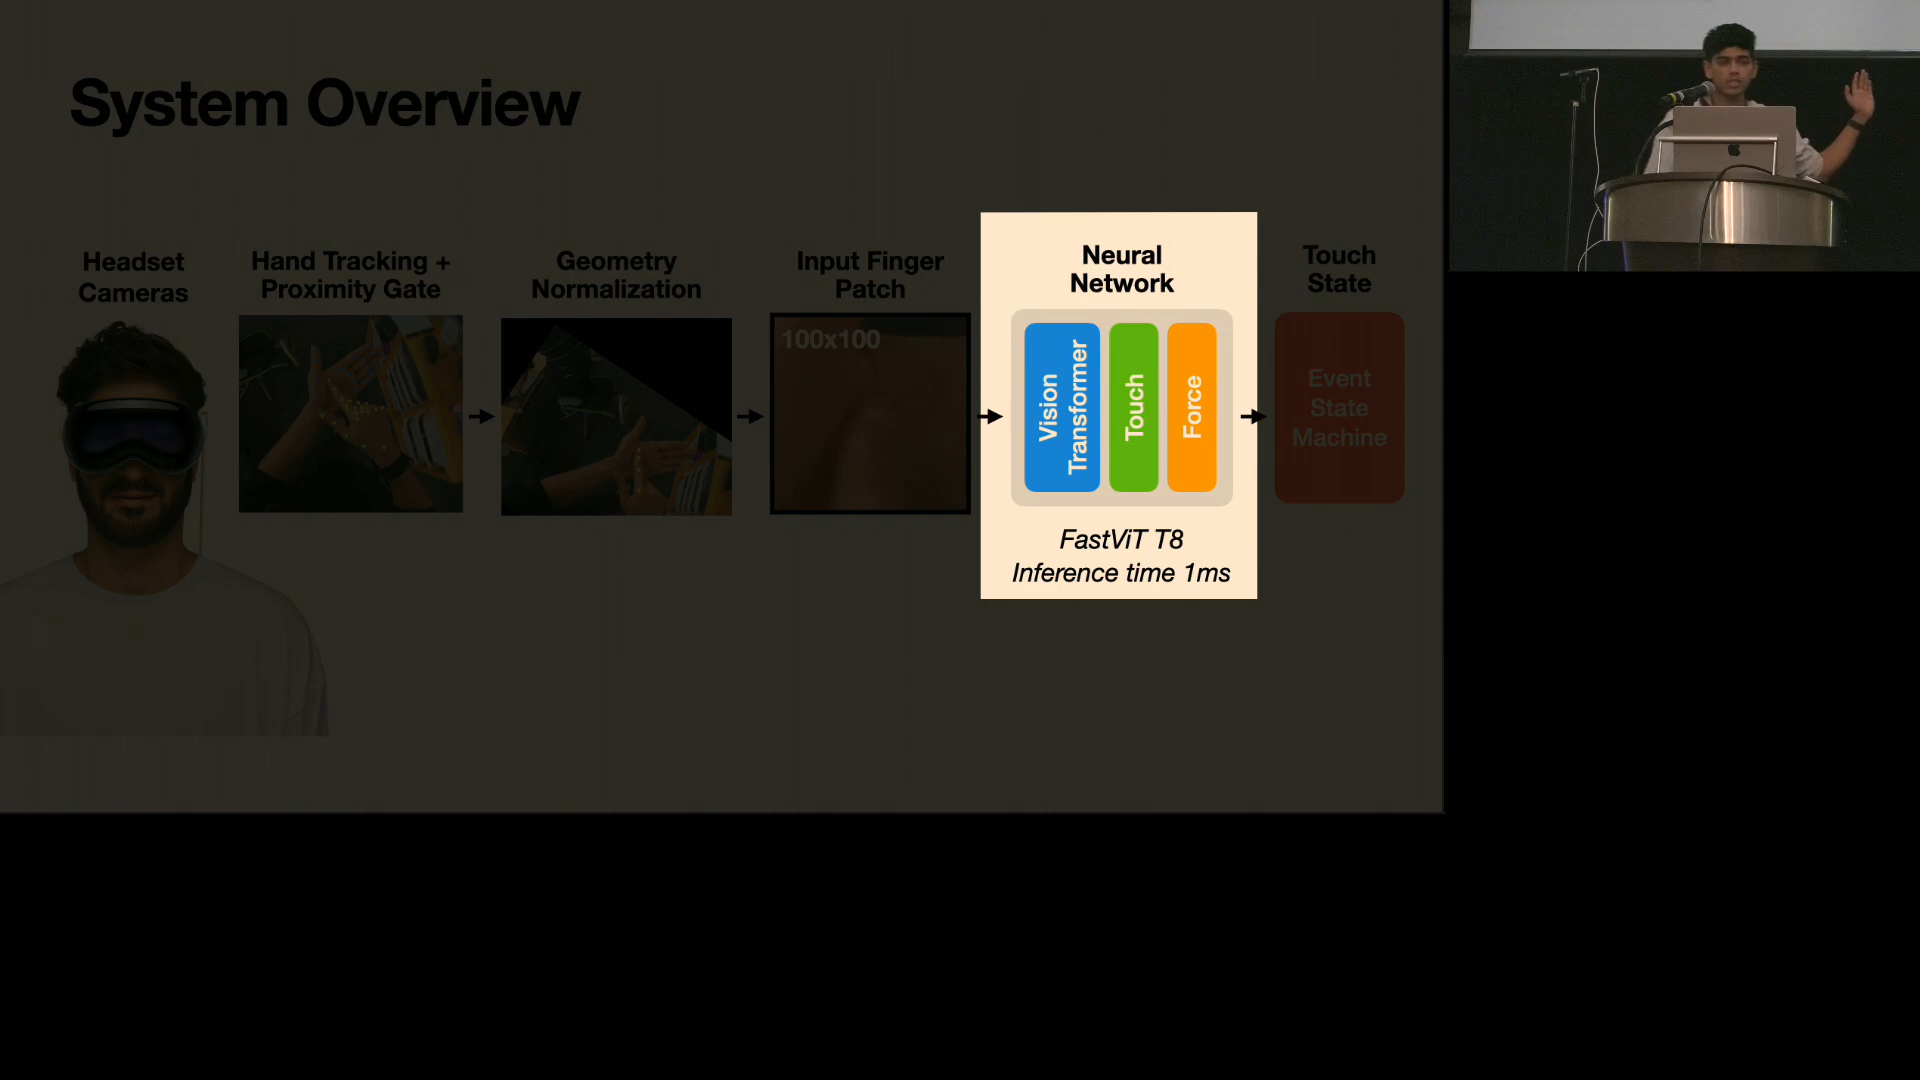 System Overview
Headset
Cameras
Hand Tracking +
Proximity Gate
Geometry
Normalization
Input Finger
Patch
100x100
Neural
Network
Vision
Transformer
Touch
Force
FastViT T8
Inference time 1ms
Touch
State
Event
State
Machine